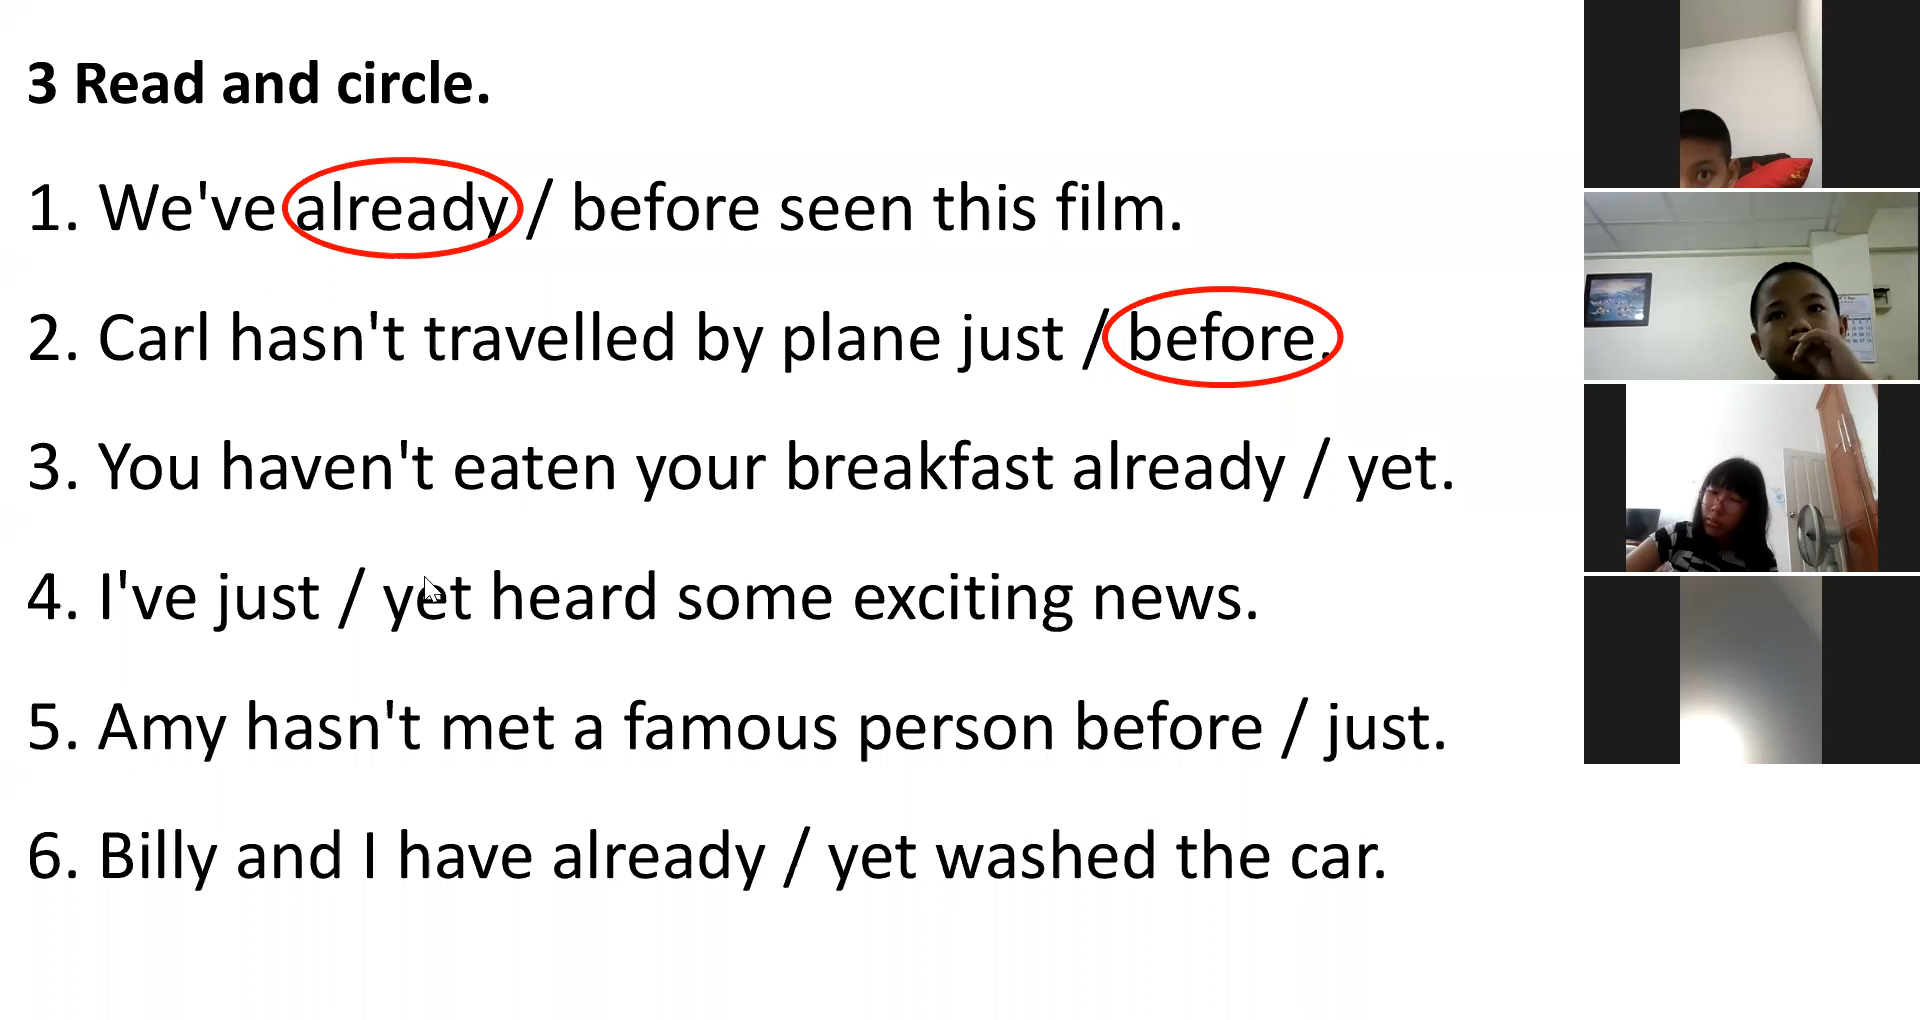 3 Read and circle.
1. We've already / before seen this film.
2. Carl hasn't travelled by plane just / before.
3. You haven't eaten your breakfast already / yet.
4. I've just / yet heard some exciting news.
5. Amy hasn't met a famous person before / just.
6. Billy and I have already / yet washed the car.